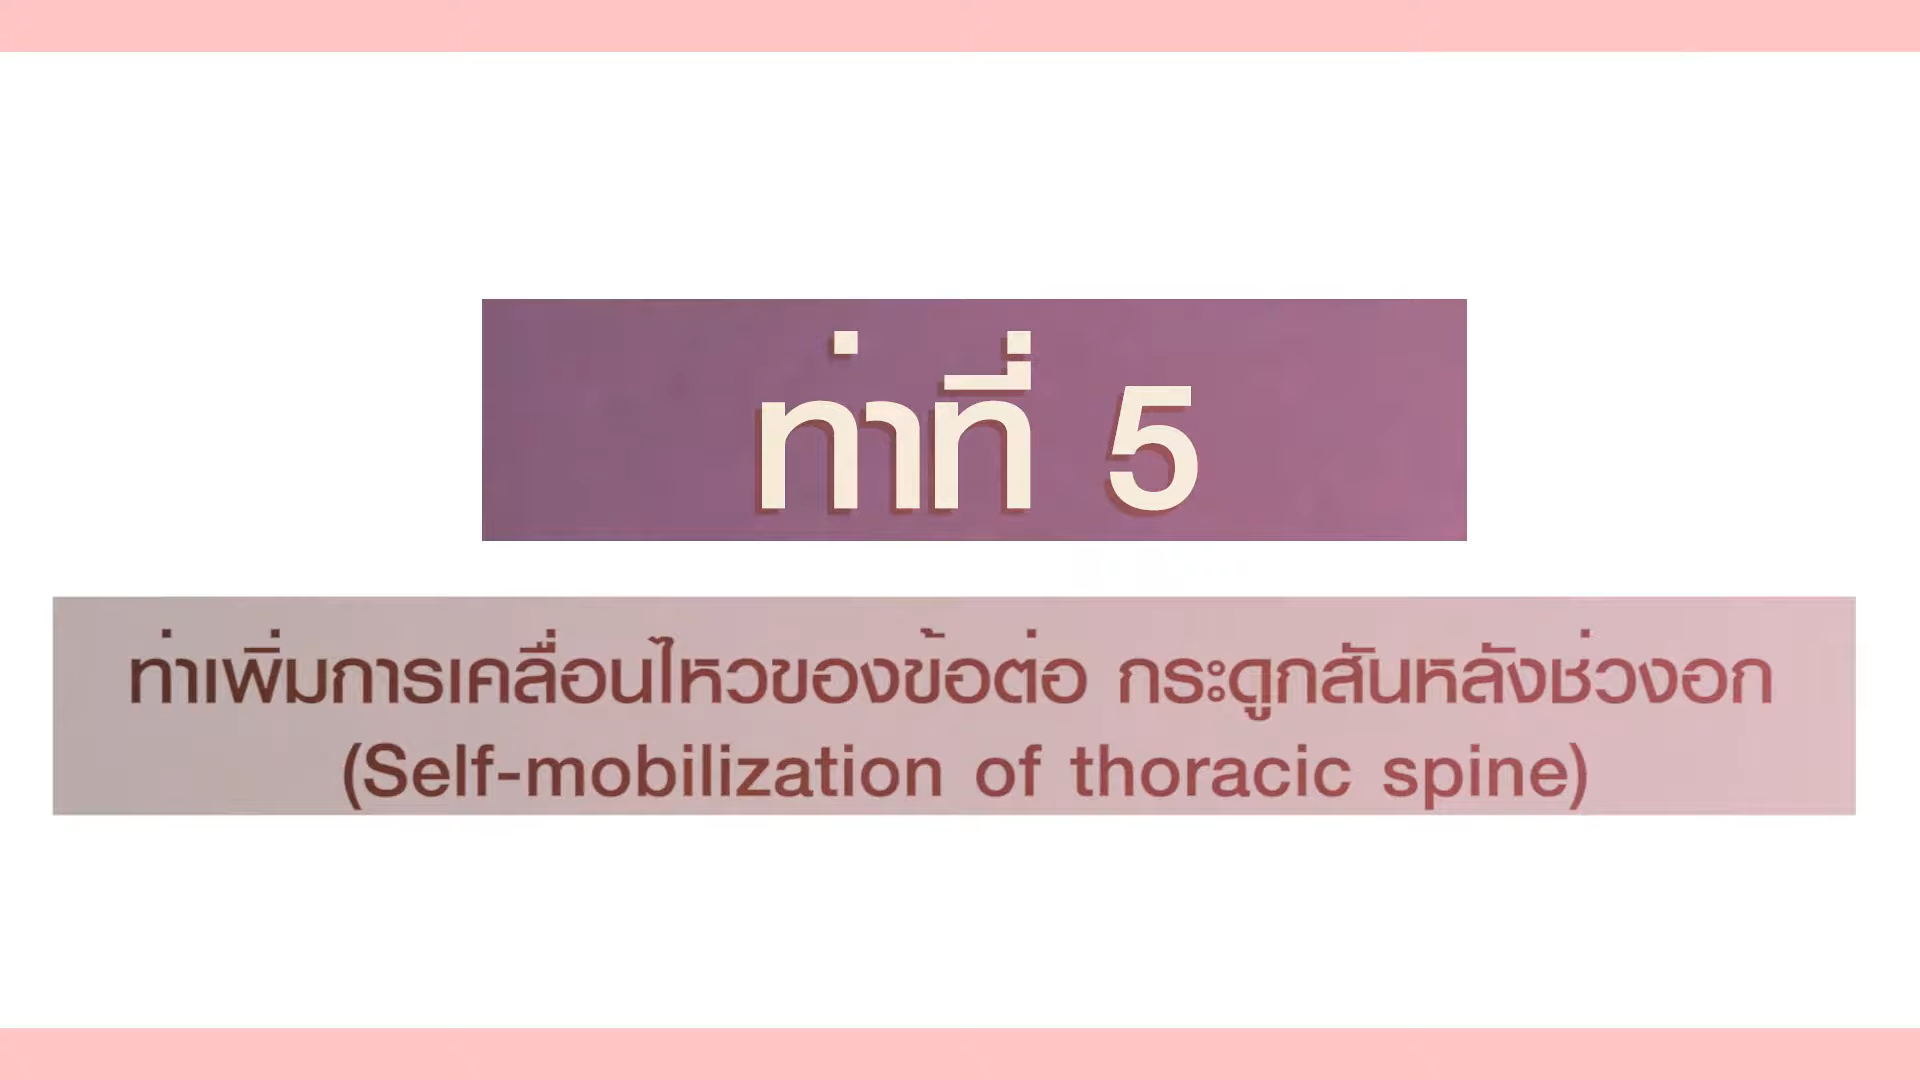 ท่าที่ 5
ท่าเพิ่มการเคลื่อนไหวของข้อต่อ กระดูกสันหลังช่วงอก
(Self-mobilization of thoracic spine)